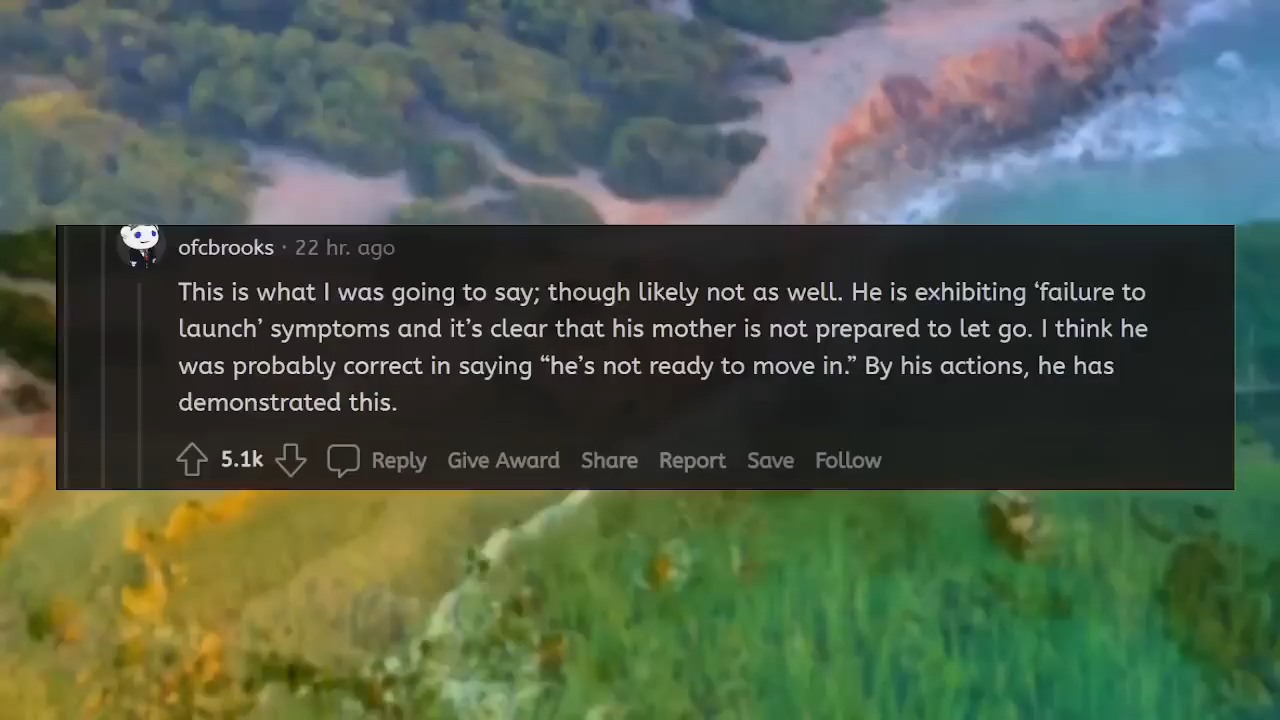 ofcbrooks · 22 hr. ago
This is what I was going to say; though likely not as well. He is exhibiting ‘failure to
launch’ symptoms and it’s clear that his mother is not prepared to let go. I think he
was probably correct in saying “he’s not ready to move in.” By his actions, he has
demonstrated this.
5.1k Reply Give Award Share Report Save Follow